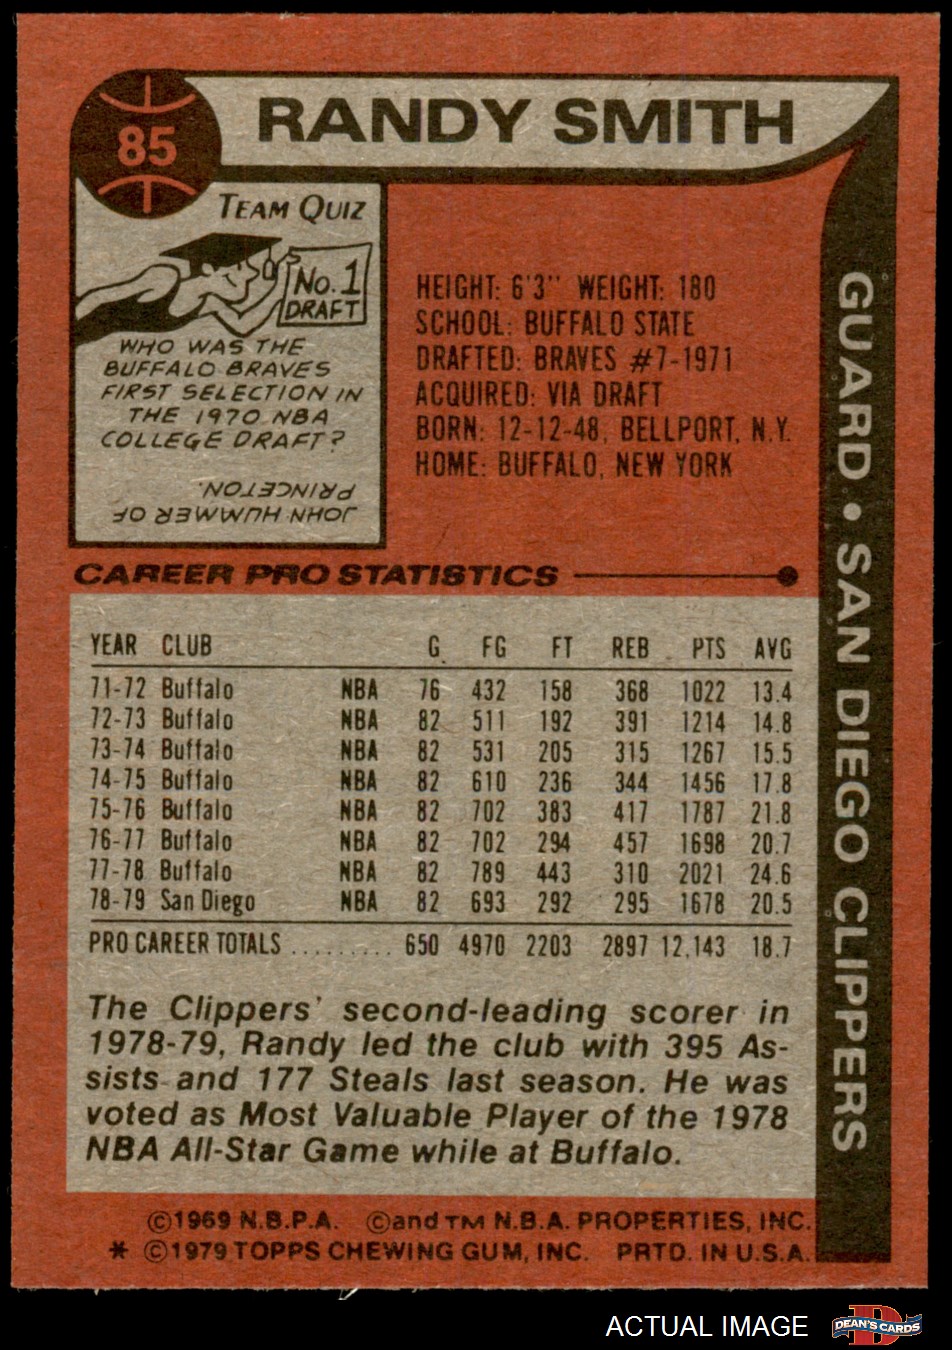 85
RANDY SMITH
TEAM QUIZ
No. 1
DRAFT
WHO WAS THE
BUFFALO BRAVES
FIRST SELECTION IN
THE 1970 NBA
COLLEGE DRAFT?
JOHN HUMMER OF
PRINCETON.
HEIGHT: 6'3" WEIGHT: 180
SCHOOL: BUFFALO STATE
DRAFTED: BRAVES #7-1971
ACQUIRED: VIA DRAFT
BORN: 12-12-48, BELLPORT, N.Y.
HOME: BUFFALO, NEW YORK
GUARD • SAN DIEGO CLIPPERS
CAREER PRO STATISTICS
YEAR CLUB G FG FT REB PTS AVG
71-72 Buffalo NBA 76 432 158 368 1022 13.4
72-73 Buffalo NBA 82 511 192 391 1214 14.8
73-74 Buffalo NBA 82 531 205 315 1267 15.5
74-75 Buffalo NBA 82 610 236 344 1456 17.8
75-76 Buffalo NBA 82 702 383 417 1787 21.8
76-77 Buffalo NBA 82 702 294 457 1698 20.7
77-78 Buffalo NBA 82 789 443 310 2021 24.6
78-79 San Diego NBA 82 693 292 295 1678 20.5
PRO CAREER TOTALS ......... 650 4970 2203 2897 12,143 18.7
The Clippers' second-leading scorer in
1978-79, Randy led the club with 395 As-
sists and 177 Steals last season. He was
voted as Most Valuable Player of the 1978
NBA All-Star Game while at Buffalo.
©1969 N.B.P.A. ©and TM N.B.A. PROPERTIES, INC.
* ©1979 TOPPS CHEWING GUM, INC. PRTD. IN U.S.A.
ACTUAL IMAGE
D
DEAN'S CARDS